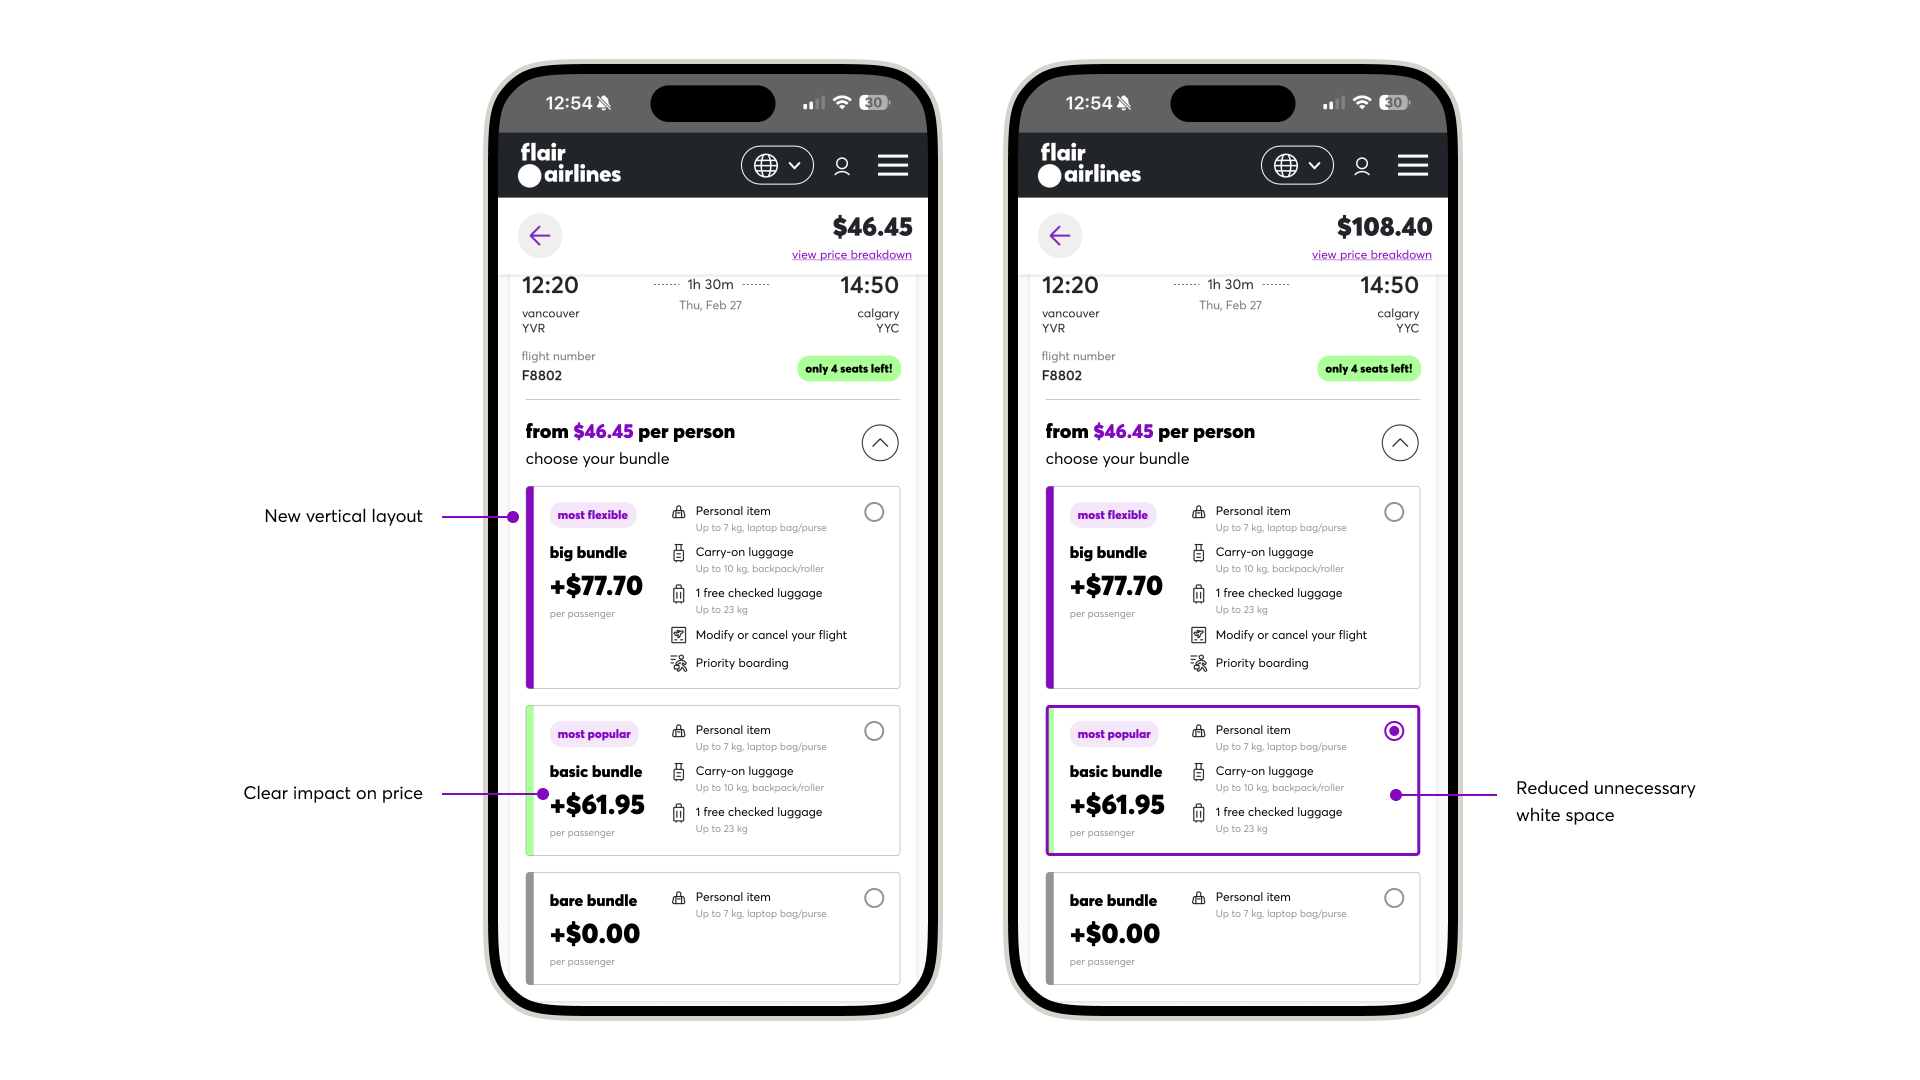 New vertical layout
Clear impact on price
12:54
30
flair
airlines
$46.45
view price breakdown
12:20
1h 30m
14:50
Thu, Feb 27
vancouver
calgary
YVR
YYC
flight number
F8802
only 4 seats left!
from $46.45 per person
choose your bundle
most flexible
big bundle
+$77.70
per passenger
Personal item
Up to 7 kg, laptop bag/purse
Carry-on luggage
Up to 10 kg, backpack/roller
1 free checked luggage
Up to 23 kg
Modify or cancel your flight
Priority boarding
most popular
basic bundle
+$61.95
per passenger
Personal item
Up to 7 kg, laptop bag/purse
Carry-on luggage
Up to 10 kg, backpack/roller
1 free checked luggage
Up to 23 kg
bare bundle
+$0.00
per passenger
Personal item
Up to 7 kg, laptop bag/purse
12:54
30
flair
airlines
$108.40
view price breakdown
12:20
1h 30m
14:50
Thu, Feb 27
vancouver
calgary
YVR
YYC
flight number
F8802
only 4 seats left!
from $46.45 per person
choose your bundle
most flexible
big bundle
+$77.70
per passenger
Personal item
Up to 7 kg, laptop bag/purse
Carry-on luggage
Up to 10 kg, backpack/roller
1 free checked luggage
Up to 23 kg
Modify or cancel your flight
Priority boarding
most popular
basic bundle
+$61.95
per passenger
Personal item
Up to 7 kg, laptop bag/purse
Carry-on luggage
Up to 10 kg, backpack/roller
1 free checked luggage
Up to 23 kg
bare bundle
+$0.00
per passenger
Personal item
Up to 7 kg, laptop bag/purse
Reduced unnecessary
white space